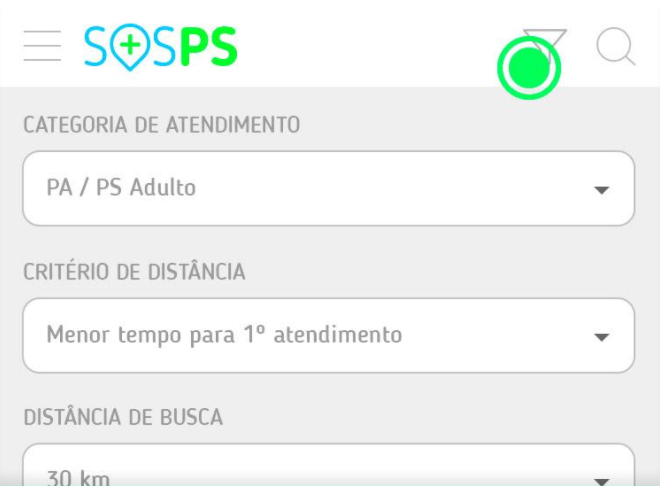 SOSPS
CATEGORIA DE ATENDIMENTO
PA / PS Adulto
CRITÉRIO DE DISTÂNCIA
Menor tempo para 1º atendimento
DISTÂNCIA DE BUSCA
30 km